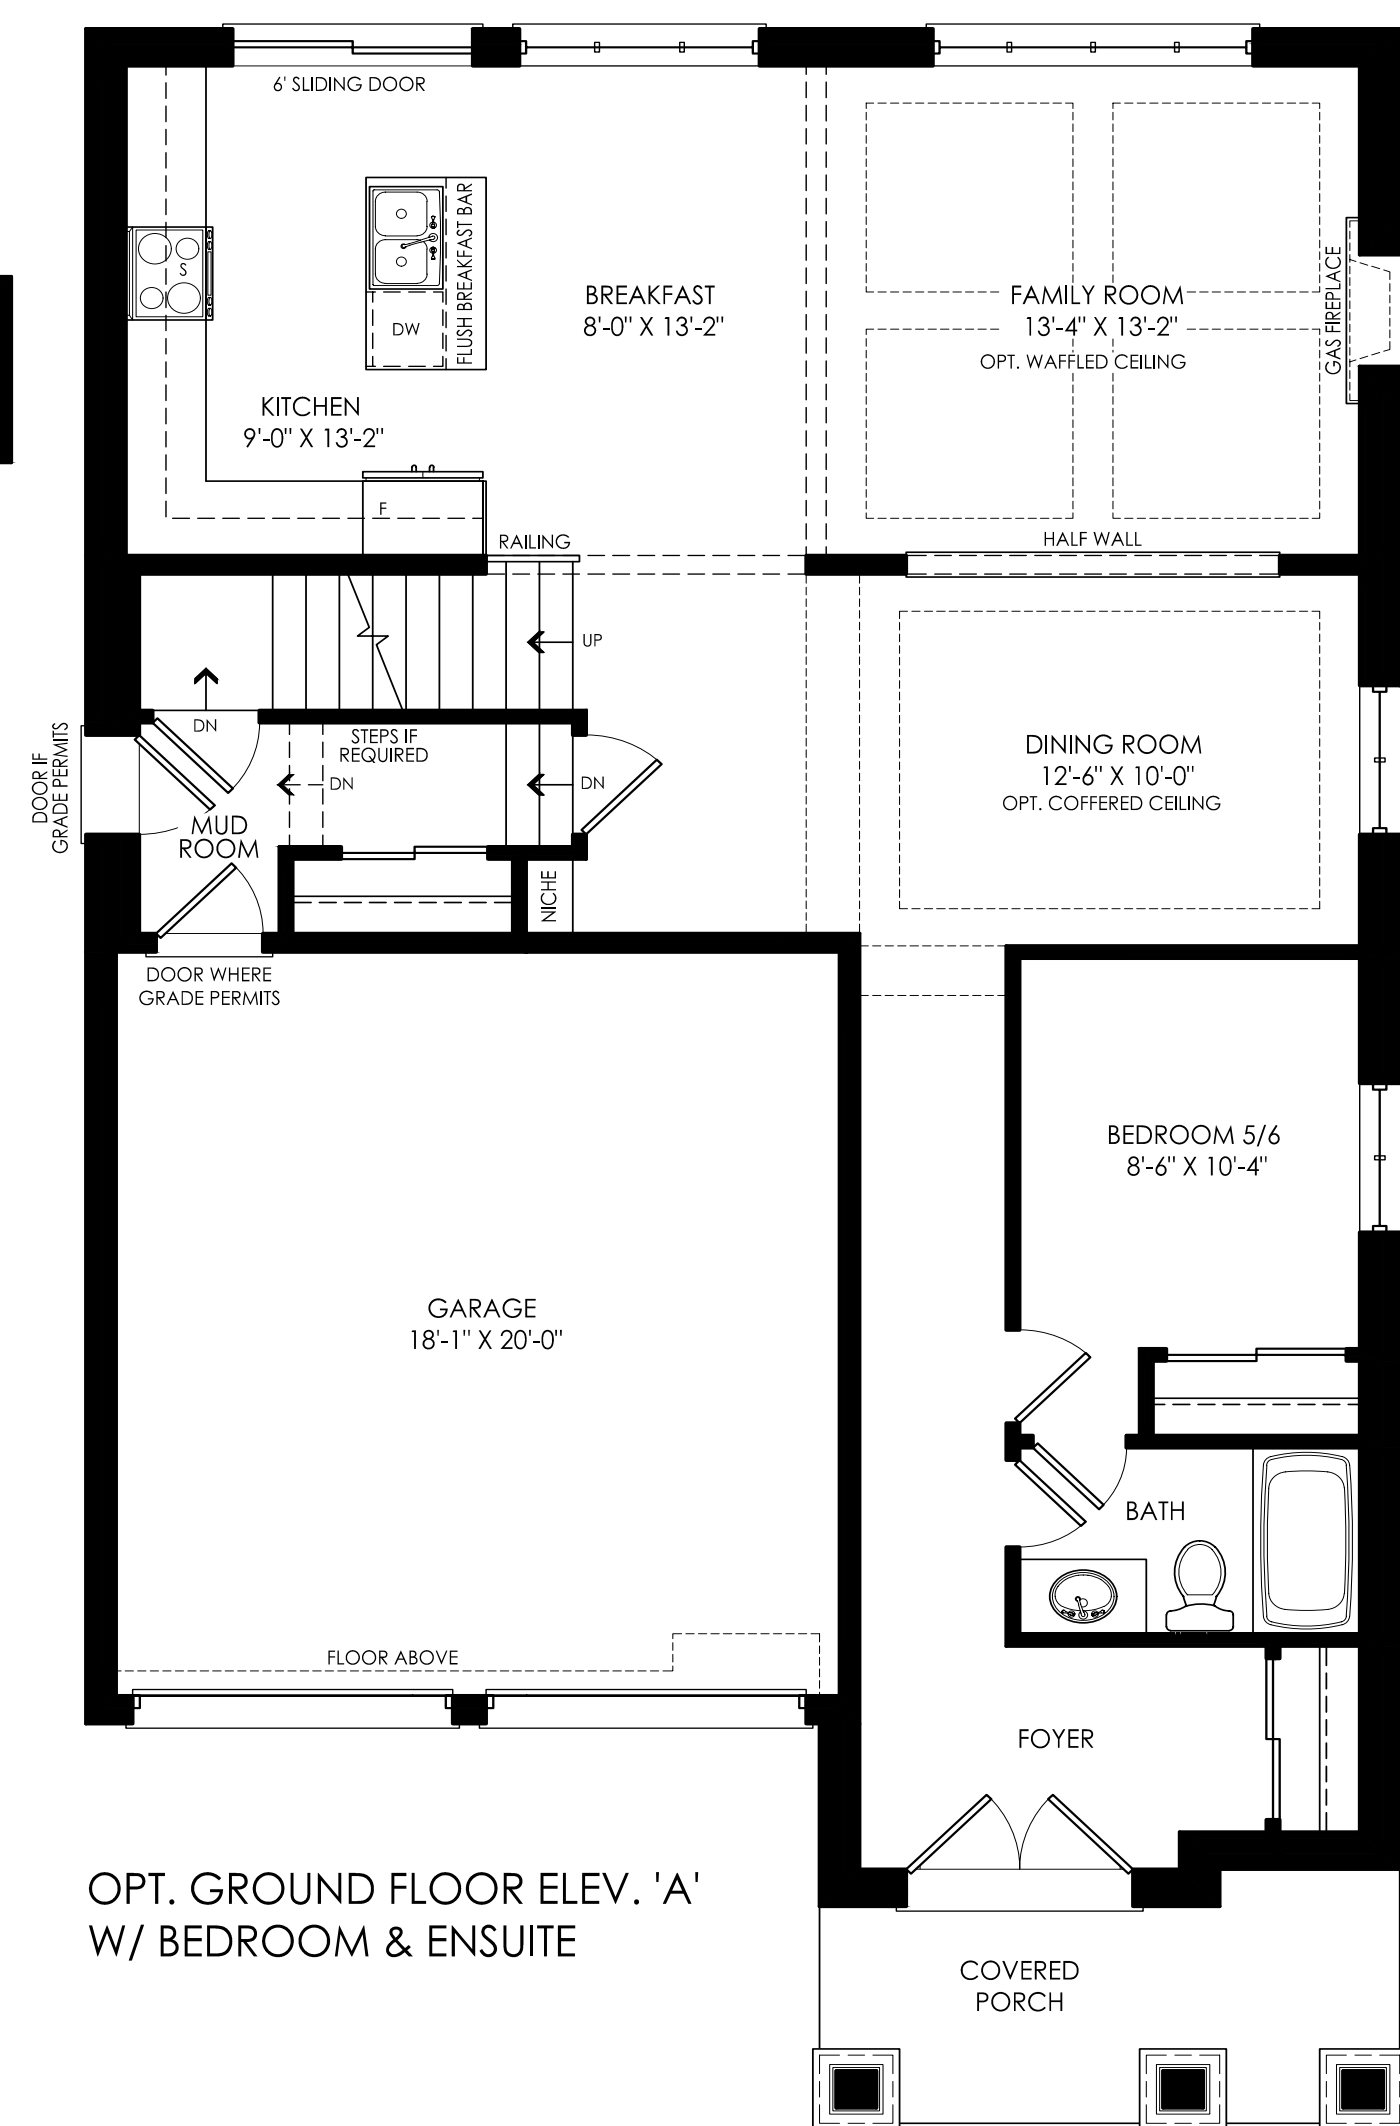 6' SLIDING DOOR
FLUSH BREAKFAST BAR
S
DW
BREAKFAST
8'-0" X 13'-2"
FAMILY ROOM
13'-4" X 13'-2"
OPT. WAFFLED CEILING
GAS FIREPLACE
KITCHEN
9'-0" X 13'-2"
F
RAILING
HALF WALL
UP
DN
STEPS IF
REQUIRED
DN
DN
DOOR IF
GRADE PERMITS
MUD
ROOM
NICHE
DINING ROOM
12'-6" X 10'-0"
OPT. COFFERED CEILING
DOOR WHERE
GRADE PERMITS
BEDROOM 5/6
8'-6" X 10'-4"
GARAGE
18'-1" X 20'-0"
BATH
FLOOR ABOVE
FOYER
OPT. GROUND FLOOR ELEV. 'A'
W/ BEDROOM & ENSUITE
COVERED
PORCH